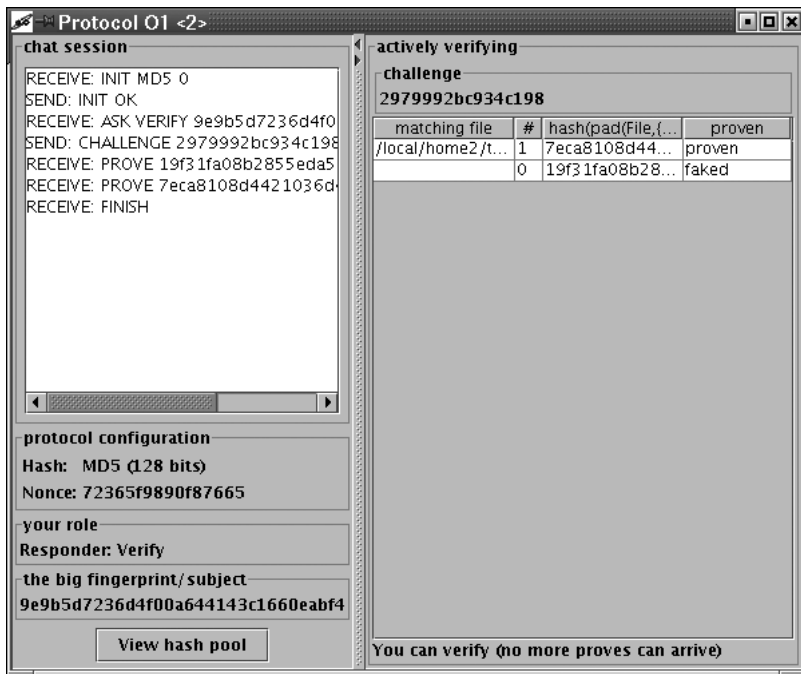 Protocol O1 <2>
chat session
RECEIVE: INIT MD5 0
SEND: INIT OK
RECEIVE: ASK VERIFY 9e9b5d7236d4f0
SEND: CHALLENGE 2979992bc934c198
RECEIVE: PROVE 19f31fa08b2855eda5
RECEIVE: PROVE 7eca8108d4421036d
RECEIVE: FINISH
protocol configuration
Hash: MD5 (128 bits)
Nonce: 72365f9890f87665
your role
Responder: Verify
the big fingerprint/subject
9e9b5d7236d4f00a644143c1660eabf4
View hash pool
actively verifying
challenge
2979992bc934c198
matching file # hash(pad(File,{... proven
/local/home2/t... 1 7eca8108d44... proven
0 19f31fa08b28... faked
You can verify (no more proves can arrive)